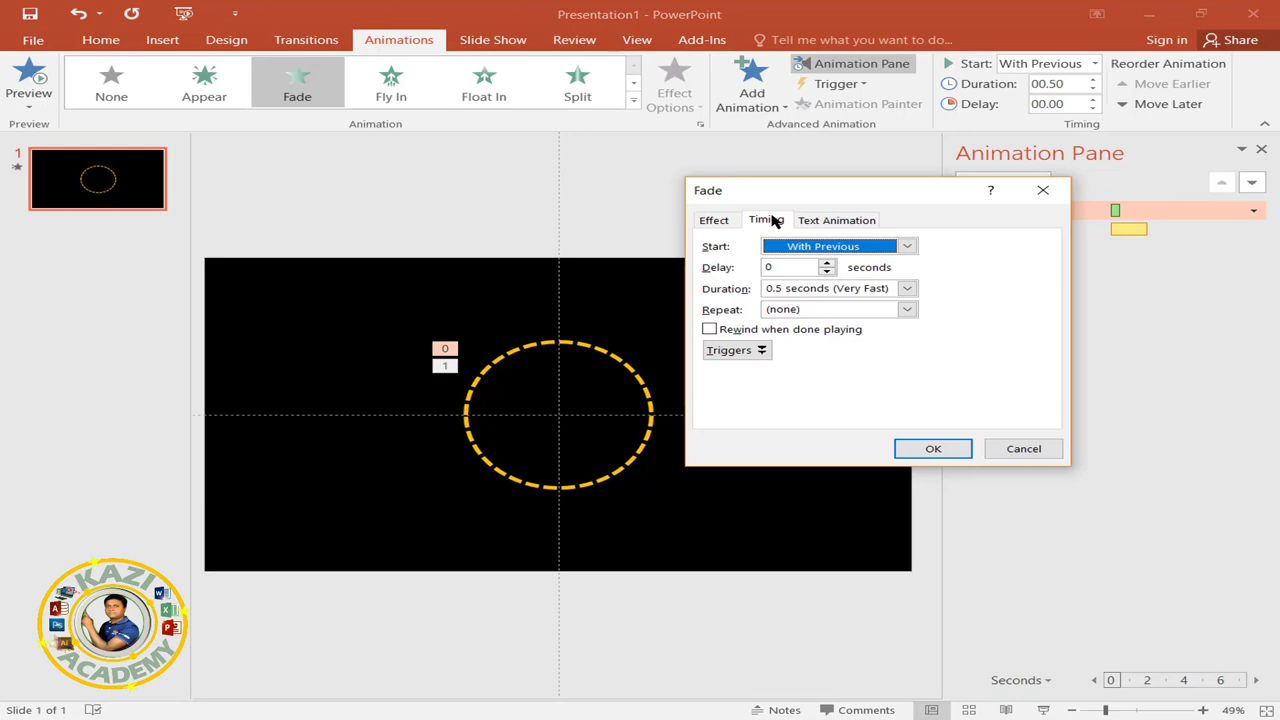 Presentation1 - PowerPoint
File Home Insert Design Transitions Animations Slide Show Review View Add-Ins Tell me what you want to do... Sign in Share
Preview
None Appear Fade Fly In Float In Split
Effect Options
Add Animation
Animation Pane
Trigger
Animation Painter
Start: With Previous
Duration: 00.50
Delay: 00.00
Reorder Animation
Move Earlier
Move Later
Preview Animation Advanced Animation Timing
1
Animation Pane
Fade ?
Effect Timing Text Animation
Start: With Previous
Delay: 0 seconds
Duration: 0.5 seconds (Very Fast)
Repeat: (none)
Rewind when done playing
Triggers
OK Cancel
0
1
KAZI
ACADEMY
Seconds 0 2 4 6
Slide 1 of 1 Notes Comments 49%